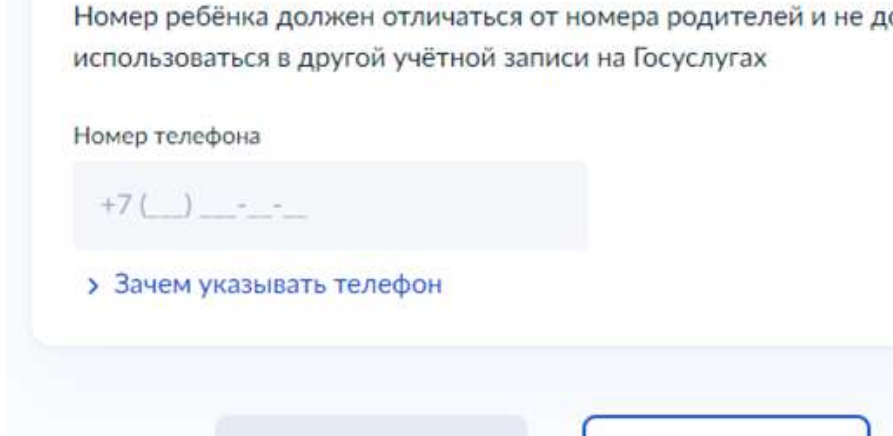 Номер ребёнка должен отличаться от номера родителей и не
использоваться в другой учётной записи на Госуслугах
Номер телефона
+7 (___) ___-__-__
> Зачем указывать телефон